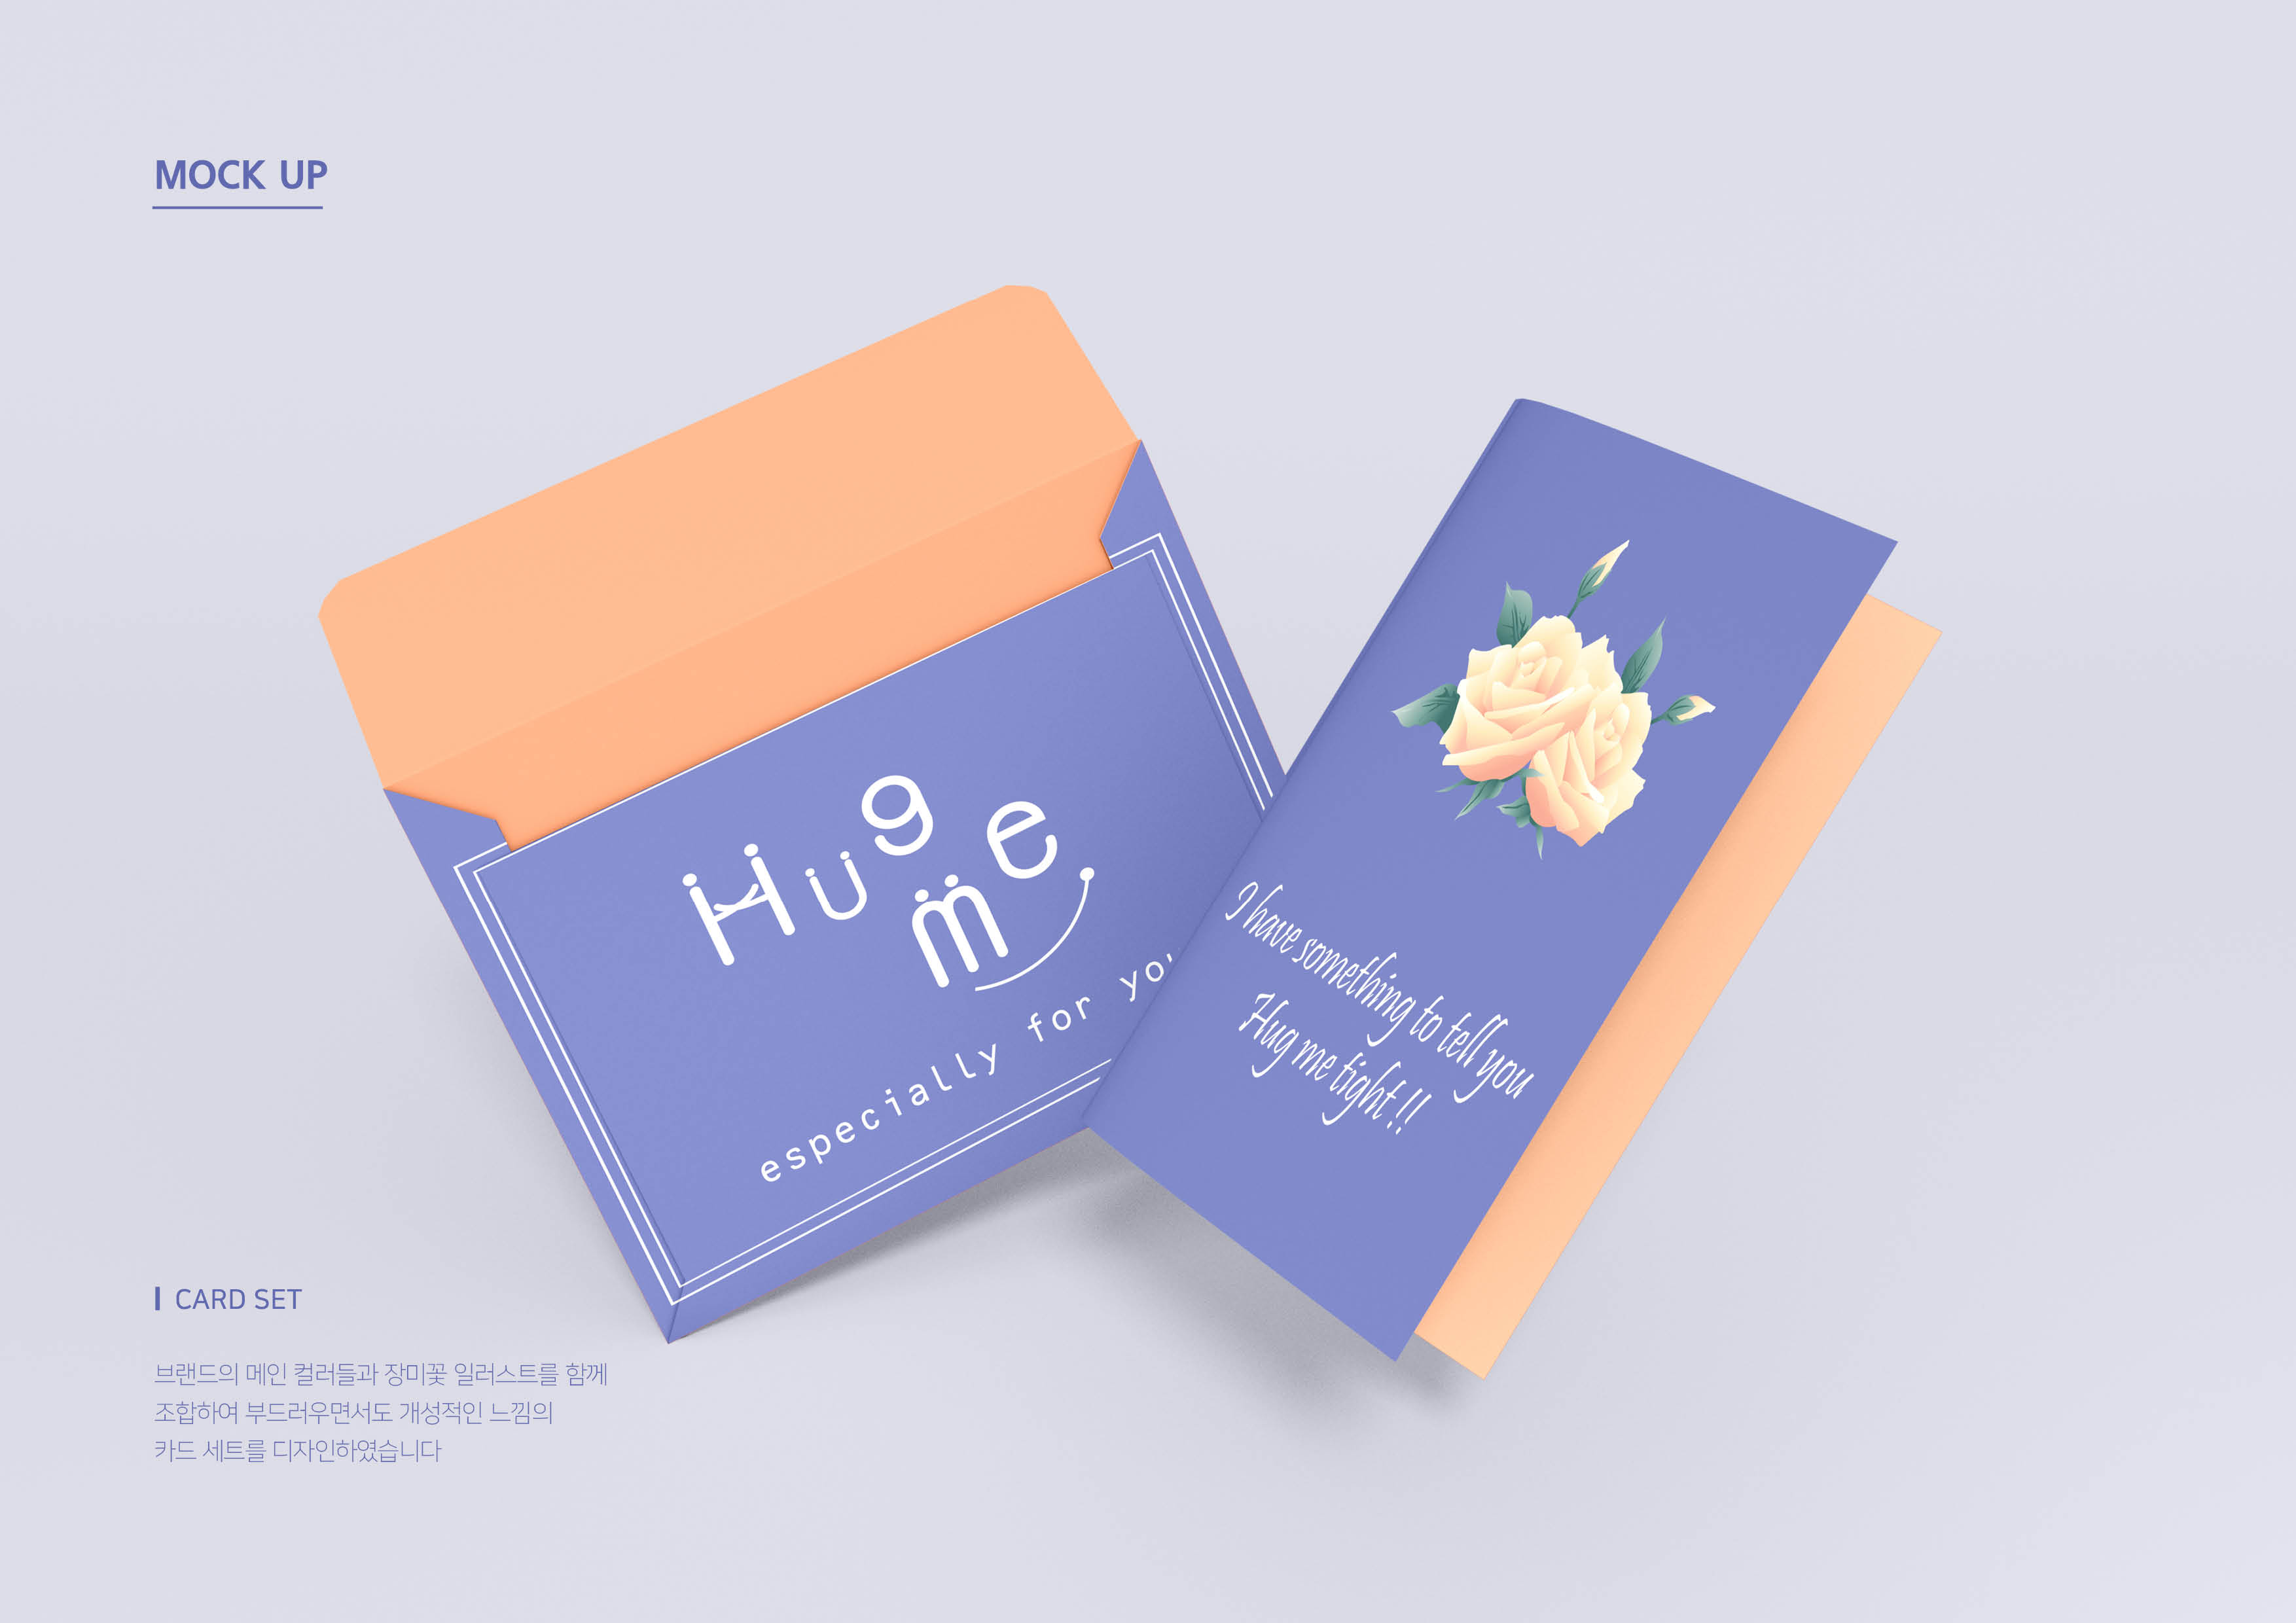 MOCK UP
Hug
me
especially for
I have something to tell you
Hug me tight!!!
CARD SET
브랜드의 메인 컬러들과 장미꽃 일러스트를 함께
조합하여 부드러우면서도 개성적인 느낌의
카드 세트를 디자인하였습니다